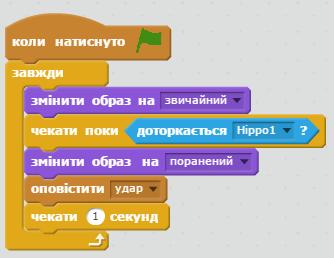 коли натиснуто
завжди
змінити образ на звичайний
чекати поки доторкається Hippo1 ?
змінити образ на поранений
оповістити удар
чекати 1 секунд